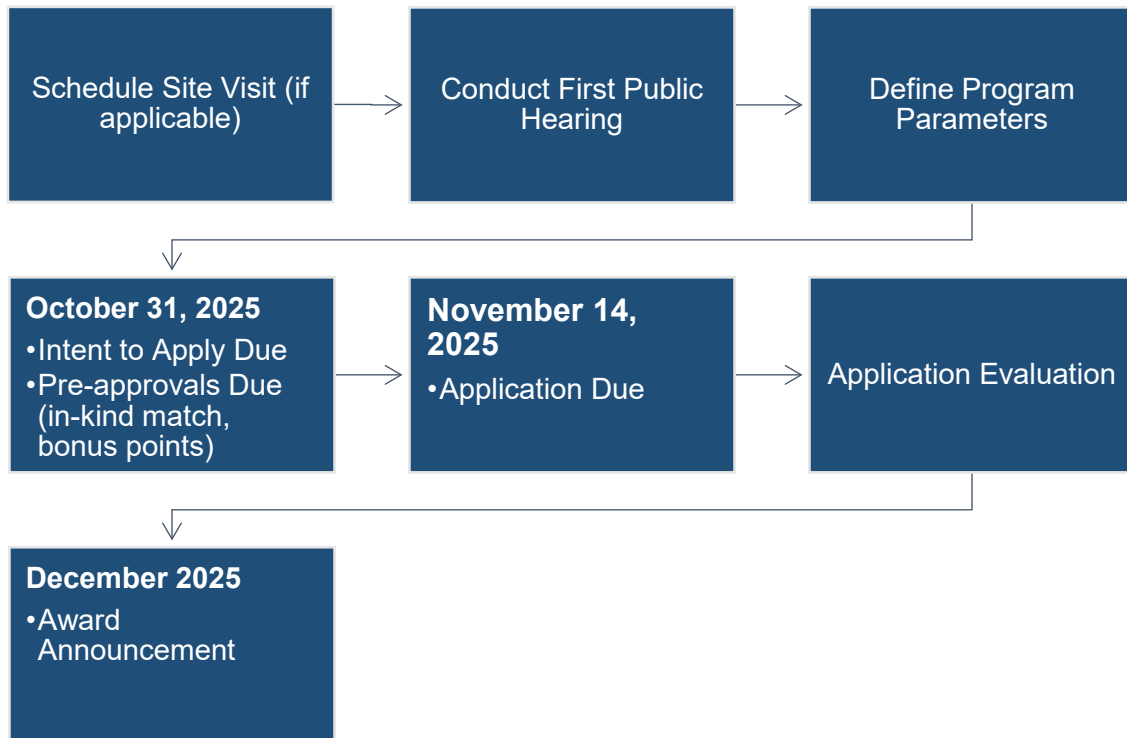 Schedule Site Visit (if
applicable)
Conduct First Public
Hearing
Define Program
Parameters
October 31, 2025
•Intent to Apply Due
•Pre-approvals Due
(in-kind match,
bonus points)
November 14,
2025
•Application Due
Application Evaluation
December 2025
•Award
Announcement